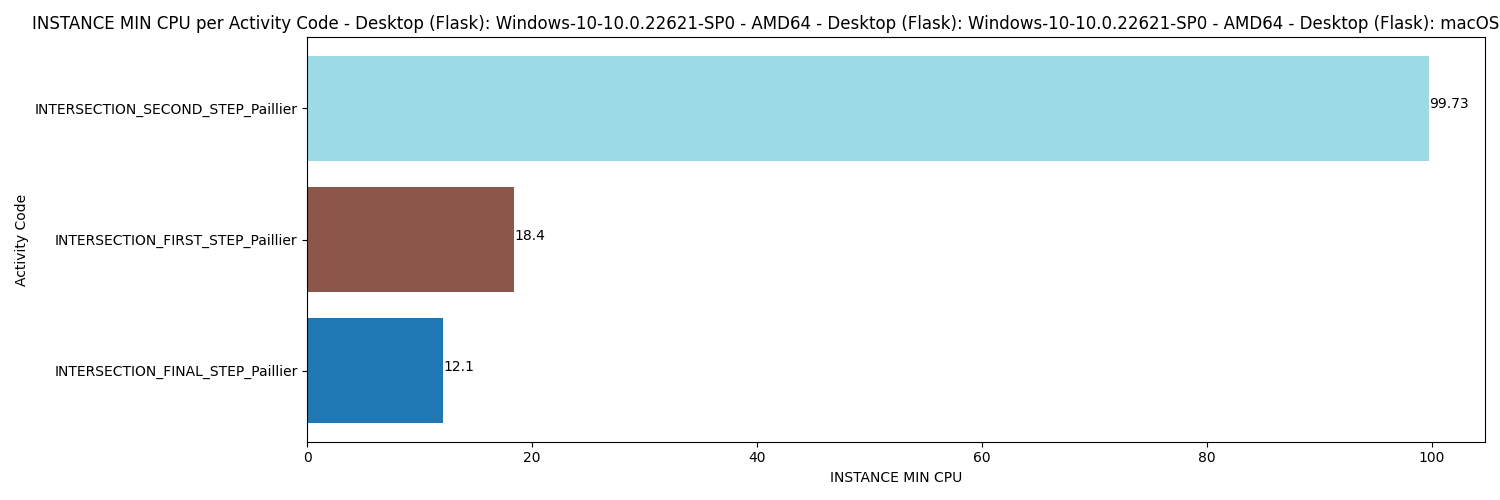 INSTANCE MIN CPU per Activity Code - Desktop (Flask): Windows-10-10.0.22621-SP0 - AMD64 - Desktop (Flask): Windows-10-10.0.22621-SP0 - AMD64 - Desktop (Flask): macOS
INTERSECTION_SECOND_STEP_Paillier
99.73
INTERSECTION_FIRST_STEP_Paillier
18.4
INTERSECTION_FINAL_STEP_Paillier
12.1
Activity Code
0 20 40 60 80 100
INSTANCE MIN CPU